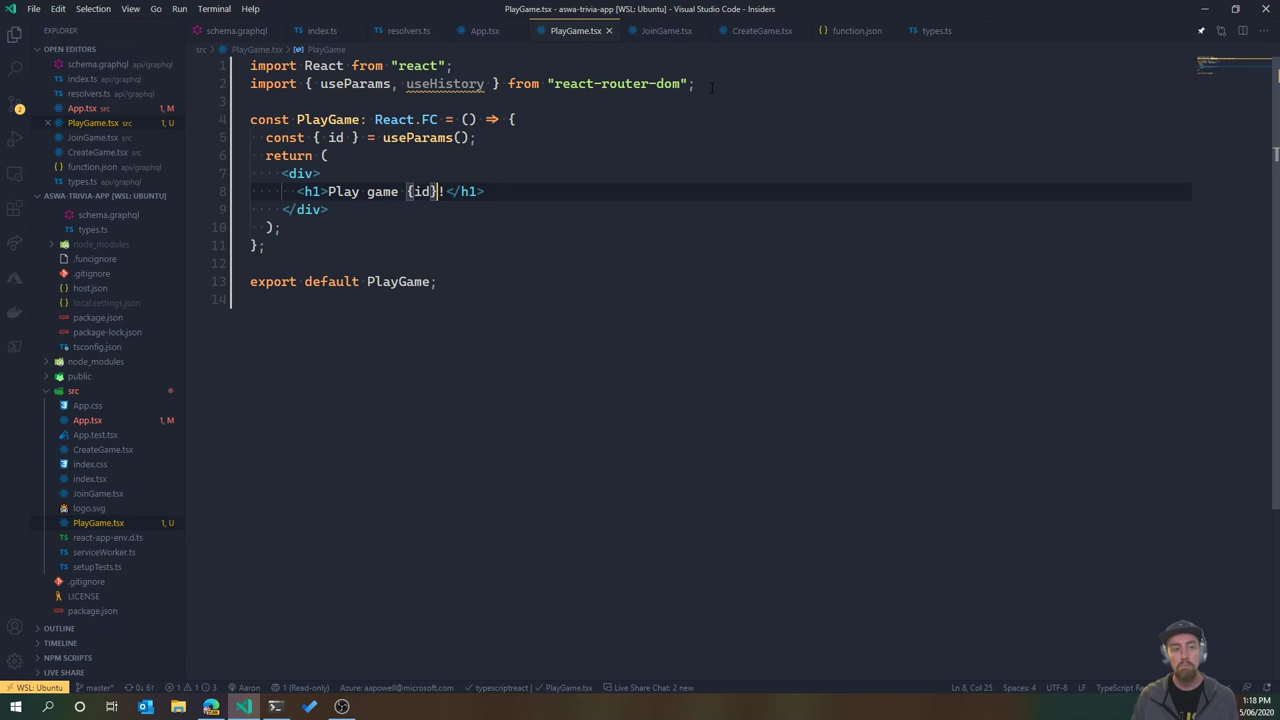 File Edit Selection View Go Run Terminal Help
PlayGame.tsx - aswa-trivia-app [WSL: Ubuntu] - Visual Studio Code - Insiders
EXPLORER
OPEN EDITORS
schema.graphql api/graphql
index.ts api/graphql
resolvers.ts api/graphql
App.tsx src 1, M
PlayGame.tsx src 1, U
JoinGame.tsx src
CreateGame.tsx src
function.json api/graphql
types.ts api/graphql
ASWA-TRIVIA-APP [WSL: UBUNTU]
schema.graphql
types.ts
node_modules
.funcignore
.gitignore
host.json
local.settings.json
package.json
package-lock.json
tsconfig.json
node_modules
public
src
App.css
App.tsx 1, M
App.test.tsx
CreateGame.tsx
index.css
index.tsx
JoinGame.tsx
logo.svg
PlayGame.tsx 1, U
react-app-env.d.ts
serviceWorker.ts
setupTests.ts
.gitignore
LICENSE
package.json
OUTLINE
TIMELINE
NPM SCRIPTS
LIVE SHARE
schema.graphql index.ts resolvers.ts App.tsx PlayGame.tsx JoinGame.tsx CreateGame.tsx function.json types.ts
src > PlayGame.tsx > PlayGame
1 import React from "react";
2 import { useParams, useHistory } from "react-router-dom";
3
4 const PlayGame: React.FC = () => {
5 const { id } = useParams();
6 return (
7 <div>
8 <h1>Play game {id}!</h1>
9 </div>
10 );
11 };
12
13 export default PlayGame;
14
WSL: Ubuntu master* 0↓ 6↑ 1 1 3 Aaron 1 (Read-only) Azure: aapowell@microsoft.com typescriptreact | PlayGame.tsx Live Share Chat: 2 new Ln 8, Col 25 Spaces: 4 UTF-8 LF TypeScript
1:18 PM
5/06/2020